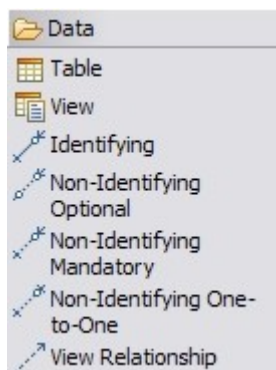 Data
Table
View
Identifying
Non-Identifying
Optional
Non-Identifying
Mandatory
Non-Identifying One-
to-One
View Relationship